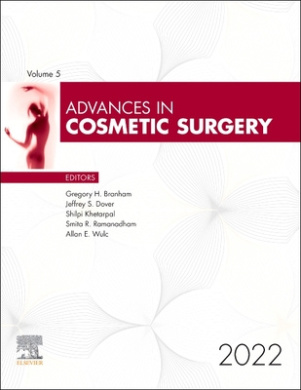 Volume 5
ADVANCES IN
COSMETIC SURGERY
EDITORS
Gregory H. Branham
Jeffrey S. Dover
Shilpi Khetarpal
Smita R. Ramanadham
Allan E. Wulc
ELSEVIER
2022